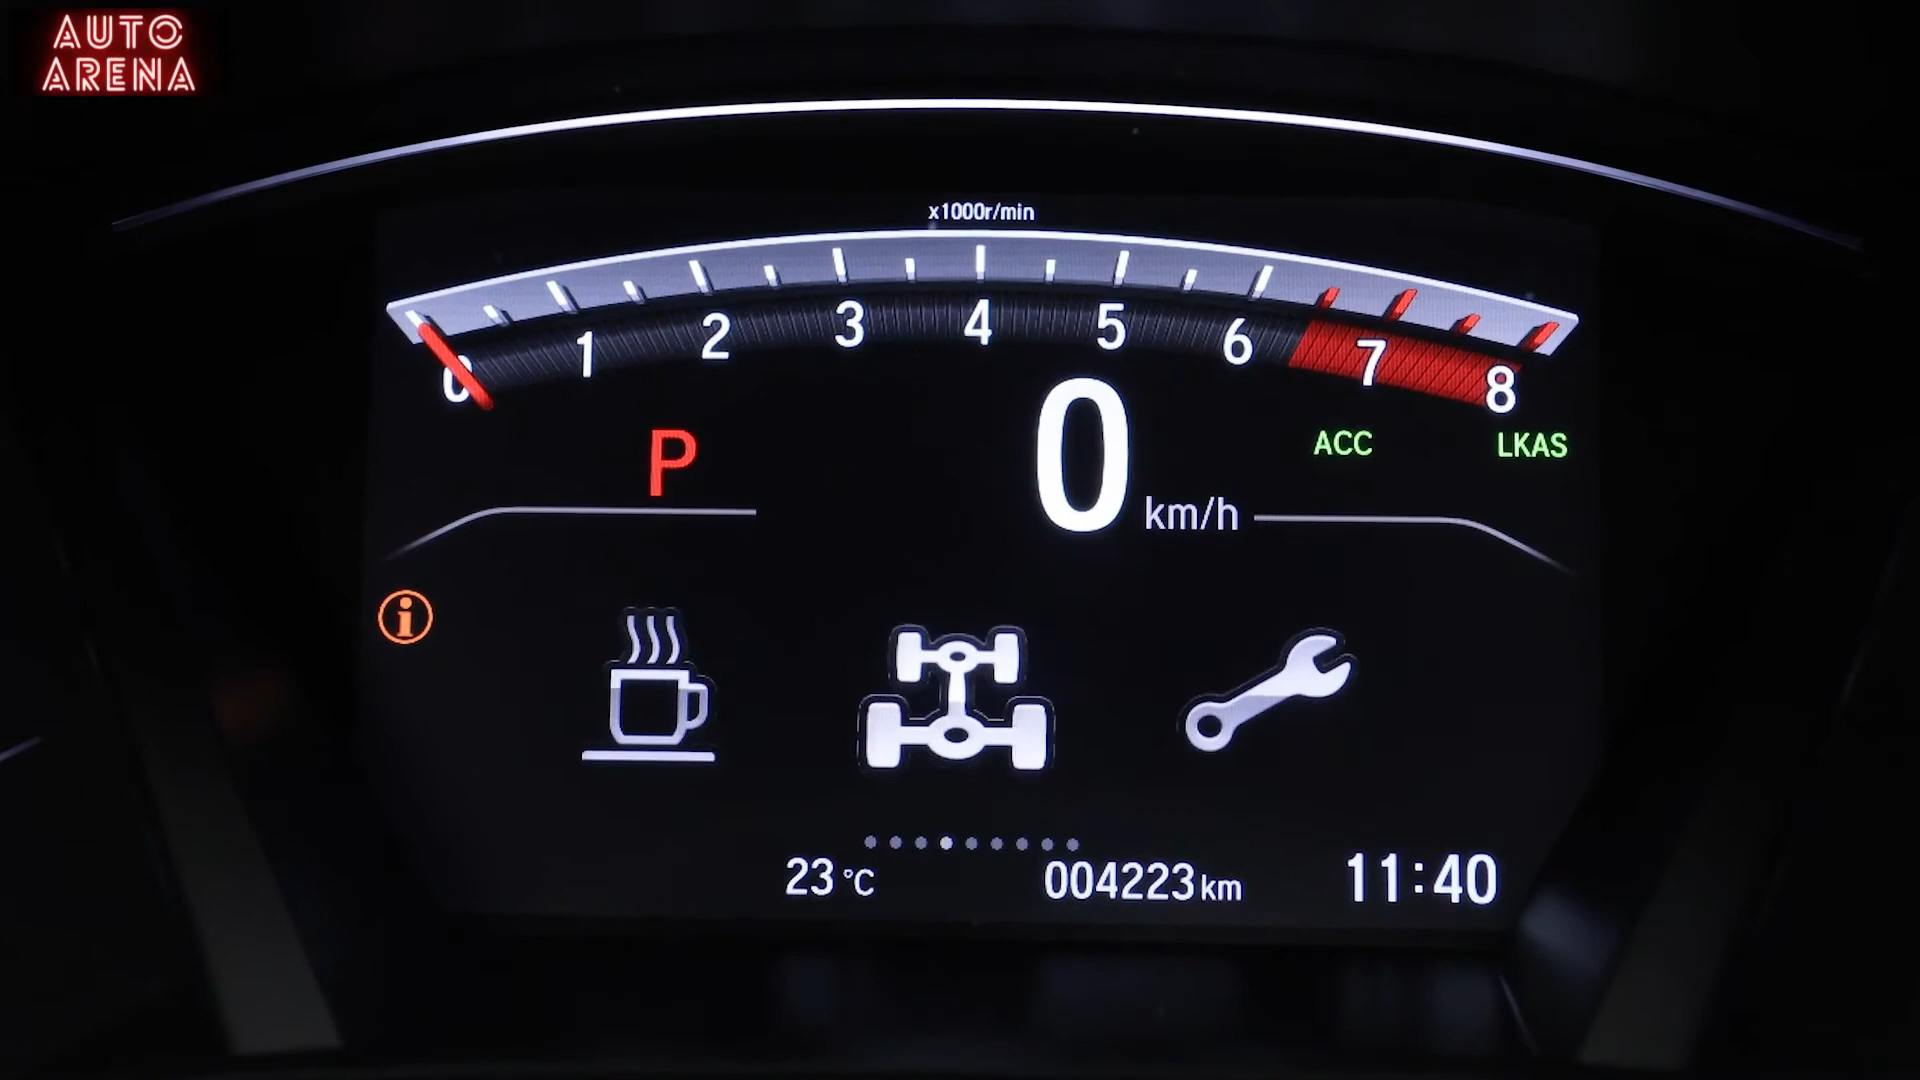 AUTO
ARENA
x1000r/min
0 1 2 3 4 5 6 7 8
P 0 km/h ACC LKAS
i
23 °C 004223 km 11:40